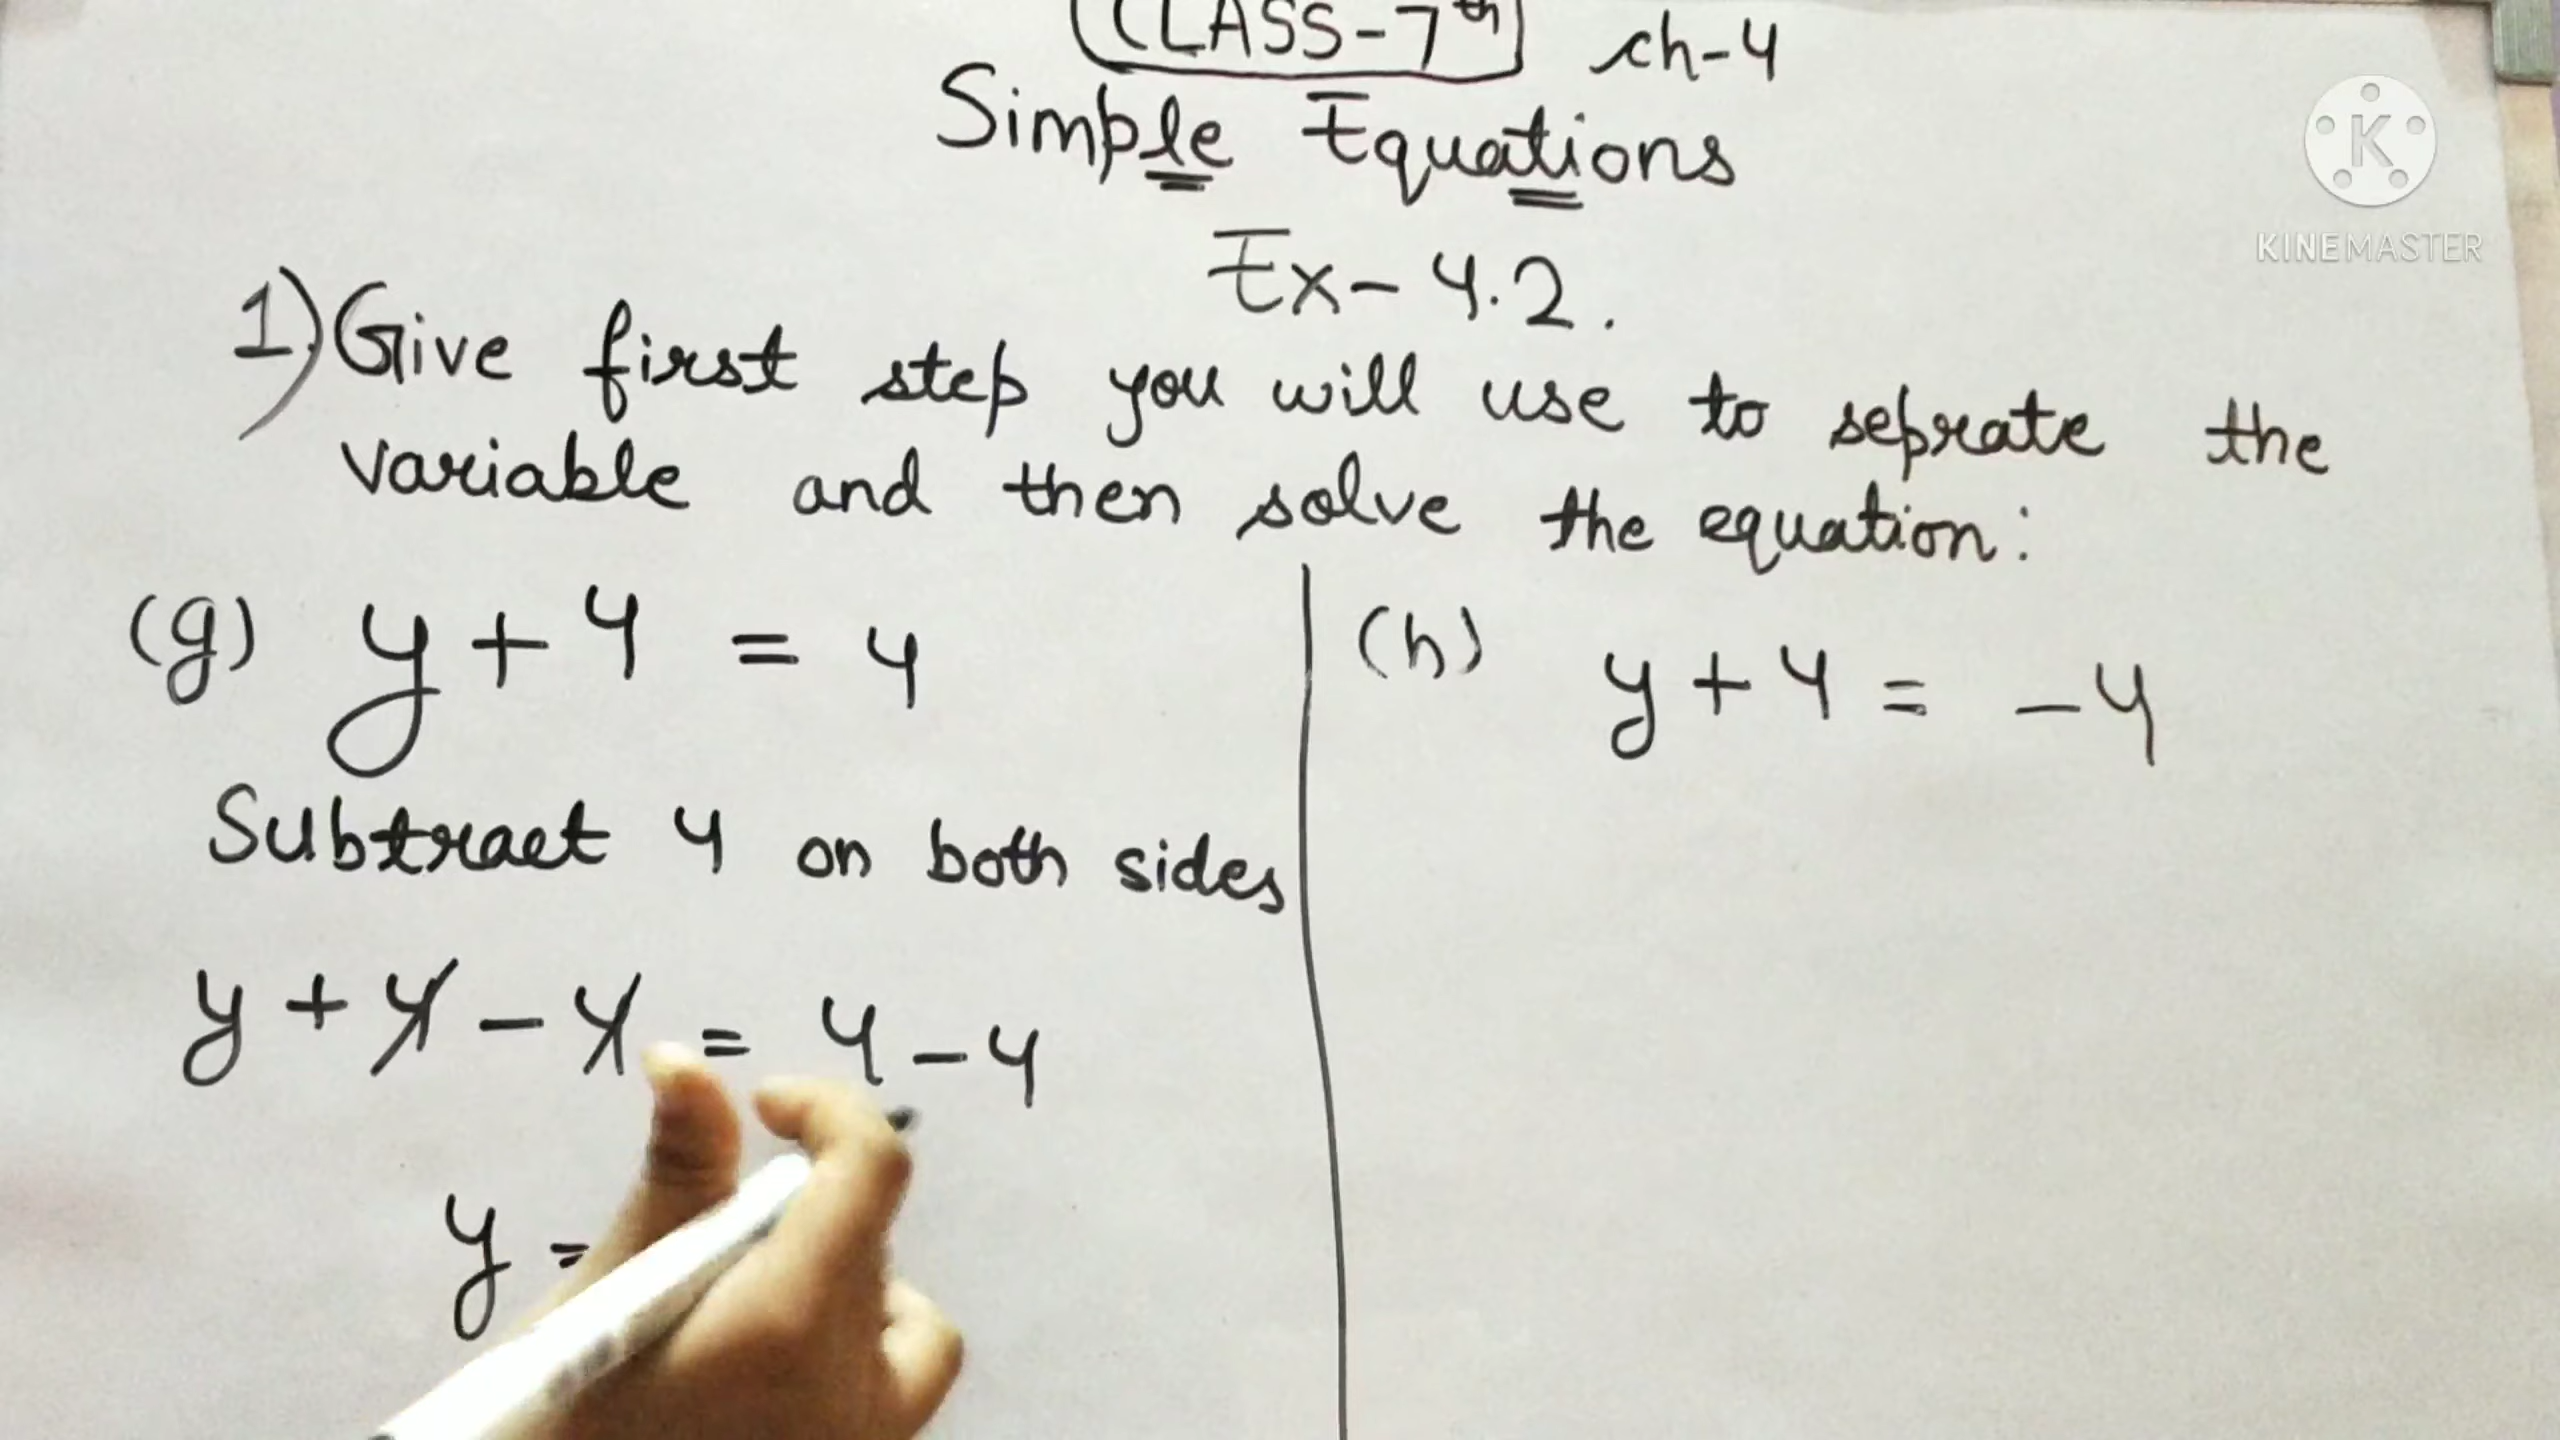 CLASS-7th ch-4
Simple Equations
Ex-4.2.
1) Give first step you will use to seprate the
variable and then solve the equation:
(g) y + 4 = 4
Subtract 4 on both sides
y + 4 - 4 = 4 - 4
y =
(h) y + 4 = -4
K
KINEMASTER